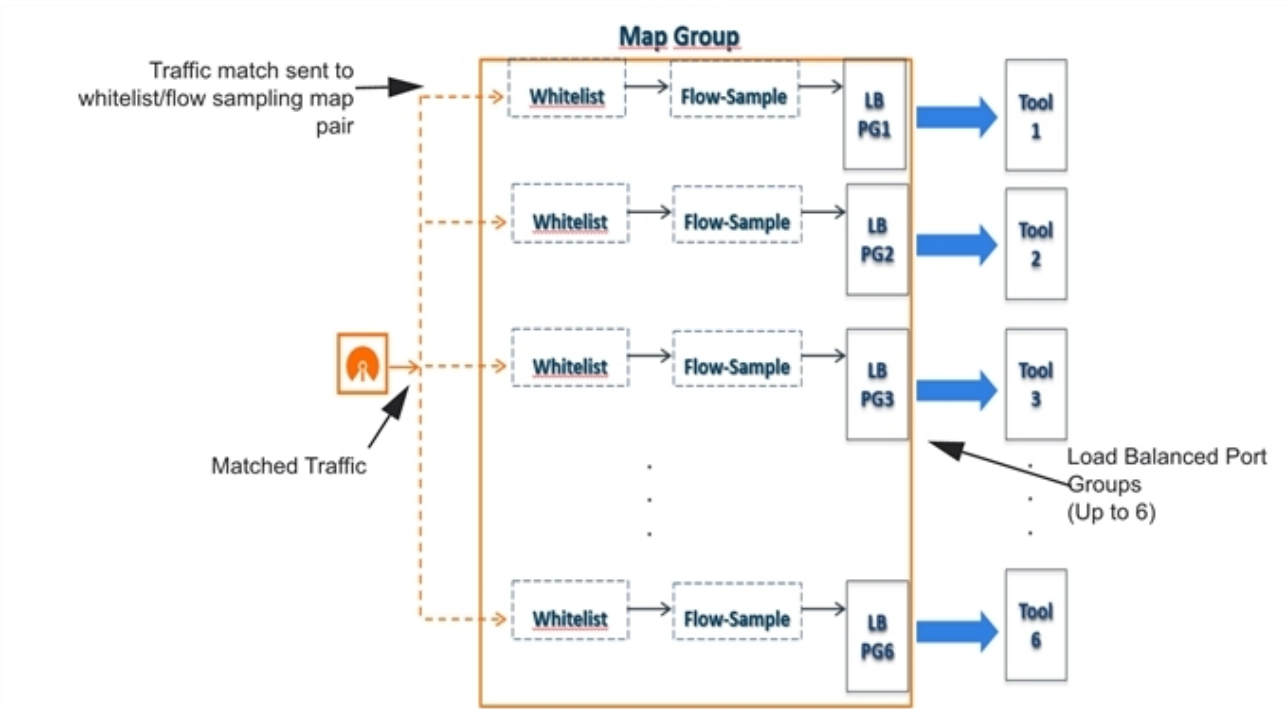 Map Group
Traffic match sent to
whitelist/flow sampling map
pair
Whitelist
Flow-Sample
LB
PG1
Tool
1
Whitelist
Flow-Sample
LB
PG2
Tool
2
Whitelist
Flow-Sample
LB
PG3
Tool
3
Matched Traffic
Load Balanced Port
Groups
(Up to 6)
Whitelist
Flow-Sample
LB
PG6
Tool
6